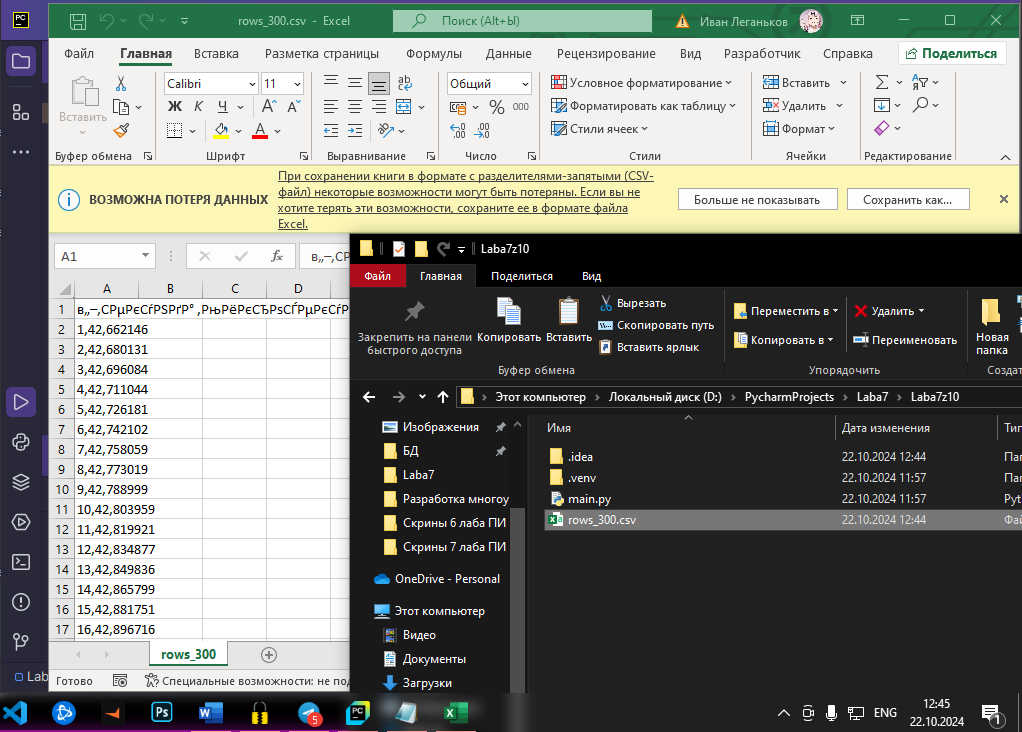 PC
rows_300.csv - Excel
Поиск (Alt+Ы)
Иван Леганьков
Файл Главная Вставка Разметка страницы Формулы Данные Рецензирование Вид Разработчик Справка Поделиться
Вставить
Буфер обмена
Calibri 11
Ж К Ч А А
А
Шрифт
ab
Выравнивание
Общий
% 000
Число
Условное форматирование
Форматировать как таблицу
Стили ячеек
Стили
Вставить
Удалить
Формат
Ячейки
Редактирование
ВОЗМОЖНА ПОТЕРЯ ДАННЫХ
При сохранении книги в формате с разделителями-запятыми (CSV-
файл) некоторые возможности могут быть потеряны. Если вы не
хотите терять эти возможности, сохраните ее в формате файла
Excel.
Больше не показывать
Сохранить как...
A1
fx
A B C D
1
2 1,42,662146
3 2,42,680131
4 3,42,696084
5 4,42,711044
6 5,42,726181
7 6,42,742102
8 7,42,758059
9 8,42,773019
10 9,42,788999
11 10,42,803959
12 11,42,819921
13 12,42,834877
14 13,42,849836
15 14,42,865799
16 15,42,881751
17 16,42,896716
rows_300
Готово
Специальные возможности: не
Laba7z10
Файл Главная Поделиться Вид
Закрепить на панели
быстрого доступа
Копировать
Вставить
Вырезать
Скопировать путь
Вставить ярлык
Буфер обмена
Переместить в
Копировать в
Удалить
Переименовать
Упорядочить
Новая
папка
Создат
Этот компьютер › Локальный диск (D:) › PycharmProjects › Laba7 › Laba7z10
Изображения
БД
Laba7
Разработка многоу
Скрины 6 лаба ПИ
Скрины 7 лаба ПИ
OneDrive - Personal
Этот компьютер
Видео
Документы
Загрузки
Имя Дата изменения Тип
.idea 22.10.2024 12:44 Пап
.venv 22.10.2024 11:57 Пап
main.py 22.10.2024 11:57 Pyt
rows_300.csv 22.10.2024 12:44 Фай
Lab
Ps
5
PC
ENG
12:45
22.10.2024
1